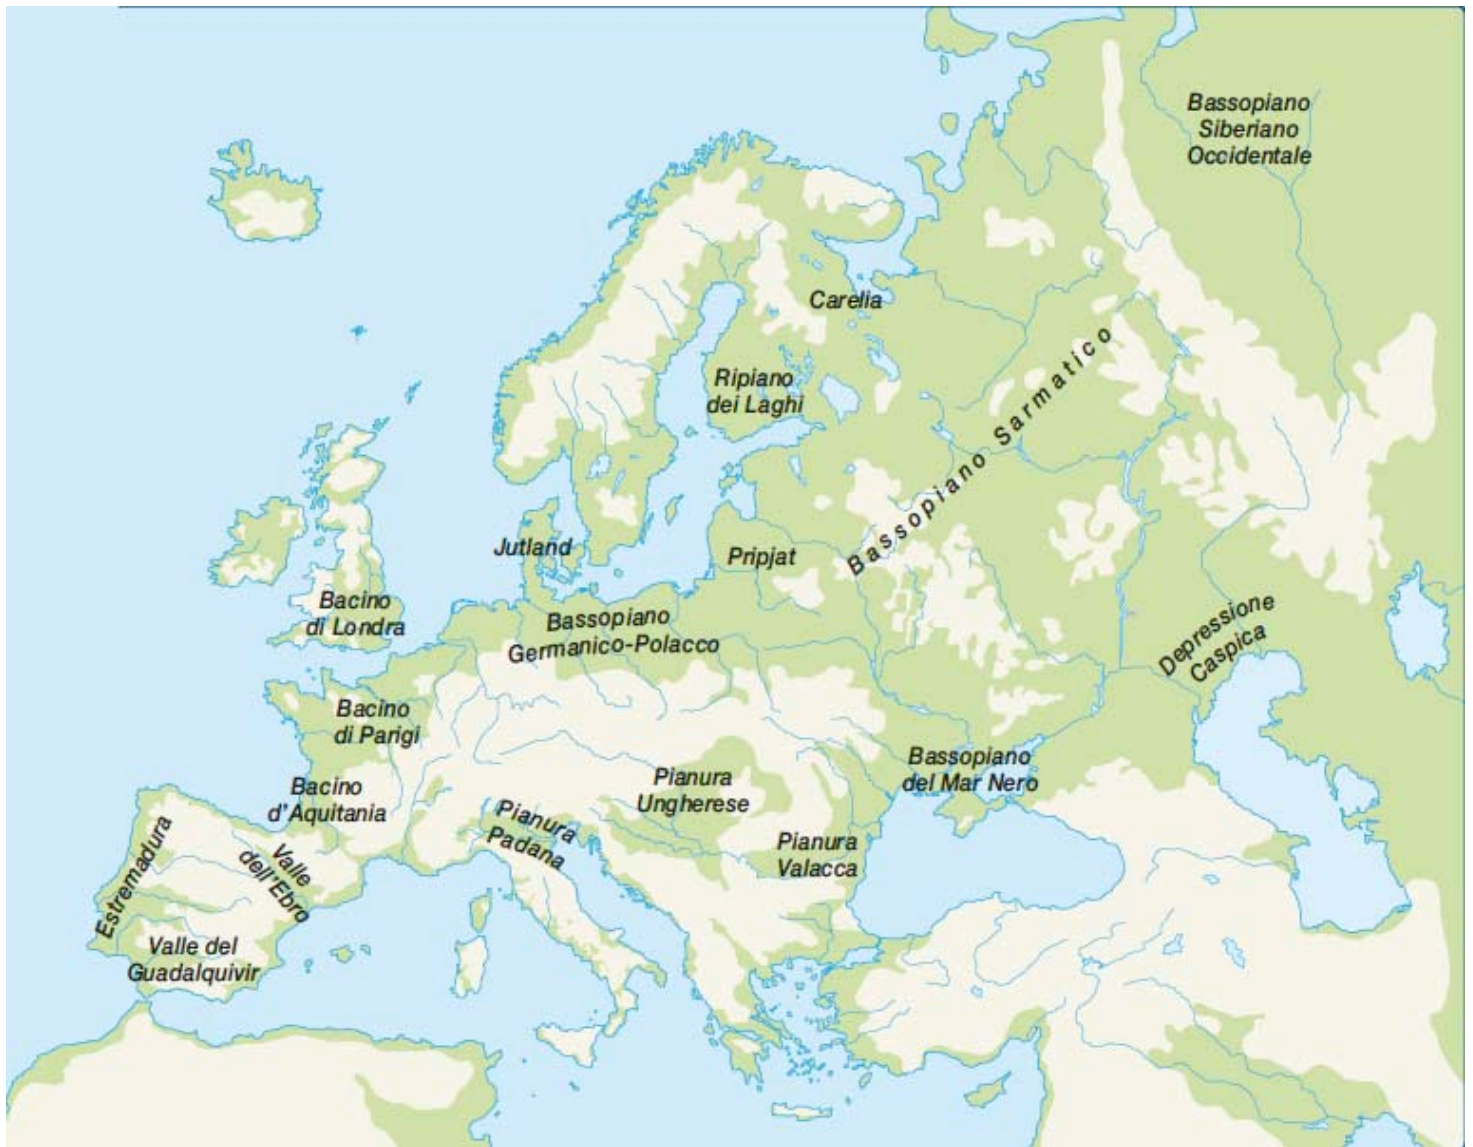 Bassopiano
Siberiano
Occidentale
Carelia
Bassopiano Sarmatico
Ripiano
dei Laghi
Jutland
Pripjat
Bacino
di Londra
Bassopiano
Germanico-Polacco
Depressione
Caspica
Bacino
di Parigi
Bassopiano
del Mar Nero
Pianura
Ungherese
Bacino
d'Aquitania
Pianura
Padana
Pianura
Valacca
Estremadura
Valle
dell'Ebro
Valle del
Guadalquivir